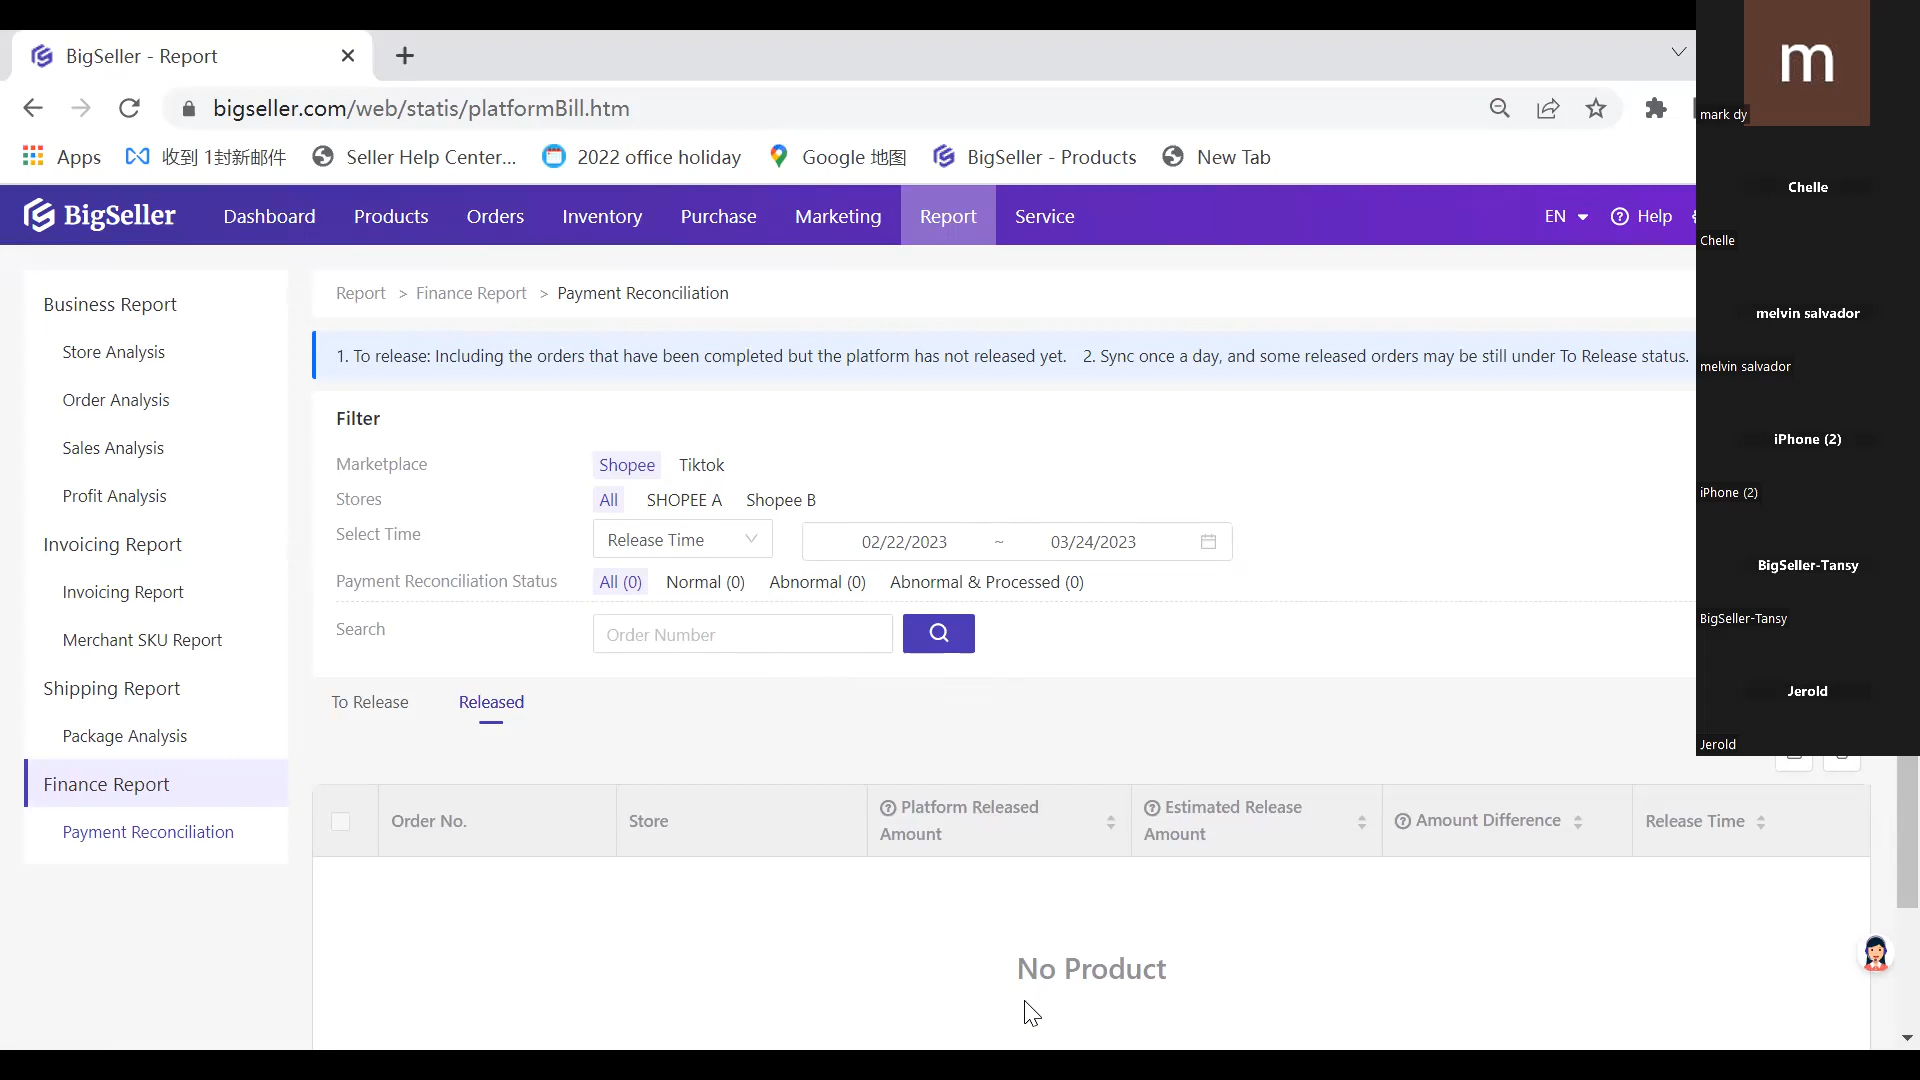 BigSeller - Report
bigseller.com/web/statis/platformBill.htm
Apps 收到 1封新邮件 Seller Help Center... 2022 office holiday Google 地图 BigSeller - Products New Tab
BigSeller Dashboard Products Orders Inventory Purchase Marketing Report Service EN Help
Business Report
Store Analysis
Order Analysis
Sales Analysis
Profit Analysis
Invoicing Report
Invoicing Report
Merchant SKU Report
Shipping Report
Package Analysis
Finance Report
Payment Reconciliation
Report > Finance Report > Payment Reconciliation
1. To release: Including the orders that have been completed but the platform has not released yet. 2. Sync once a day, and some released orders may be still under To Release status.
Filter
Marketplace Shopee Tiktok
Stores All SHOPEE A Shopee B
Select Time Release Time 02/22/2023 ~ 03/24/2023
Payment Reconciliation Status All (0) Normal (0) Abnormal (0) Abnormal & Processed (0)
Search Order Number
To Release Released
Order No.
Store
Platform Released
Amount
Estimated Release
Amount
Amount Difference
Release Time
No Product
m
mark dy
Chelle
Chelle
melvin salvador
melvin salvador
iPhone (2)
iPhone (2)
BigSeller-Tansy
BigSeller-Tansy
Jerold
Jerold